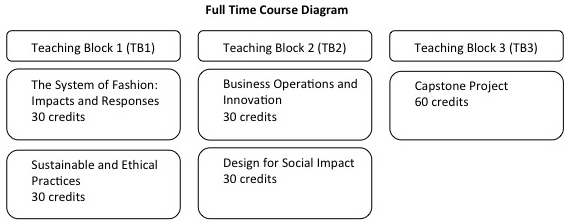 Full Time Course Diagram
Teaching Block 1 (TB1)
Teaching Block 2 (TB2)
Teaching Block 3 (TB3)
The System of Fashion:
Impacts and Responses
30 credits
Business Operations and
Innovation
30 credits
Capstone Project
60 credits
Sustainable and Ethical
Practices
30 credits
Design for Social Impact
30 credits